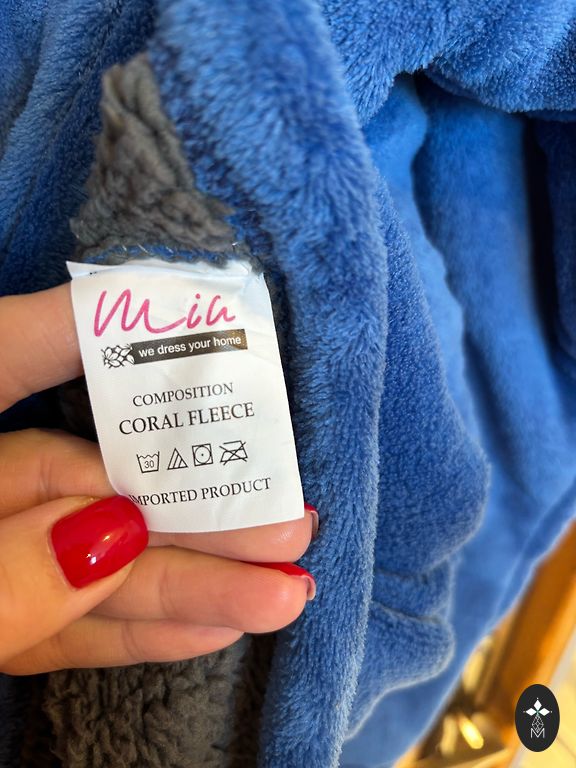 Mia
we dress your home
COMPOSITION
CORAL FLEECE
30
IMPORTED PRODUCT
M